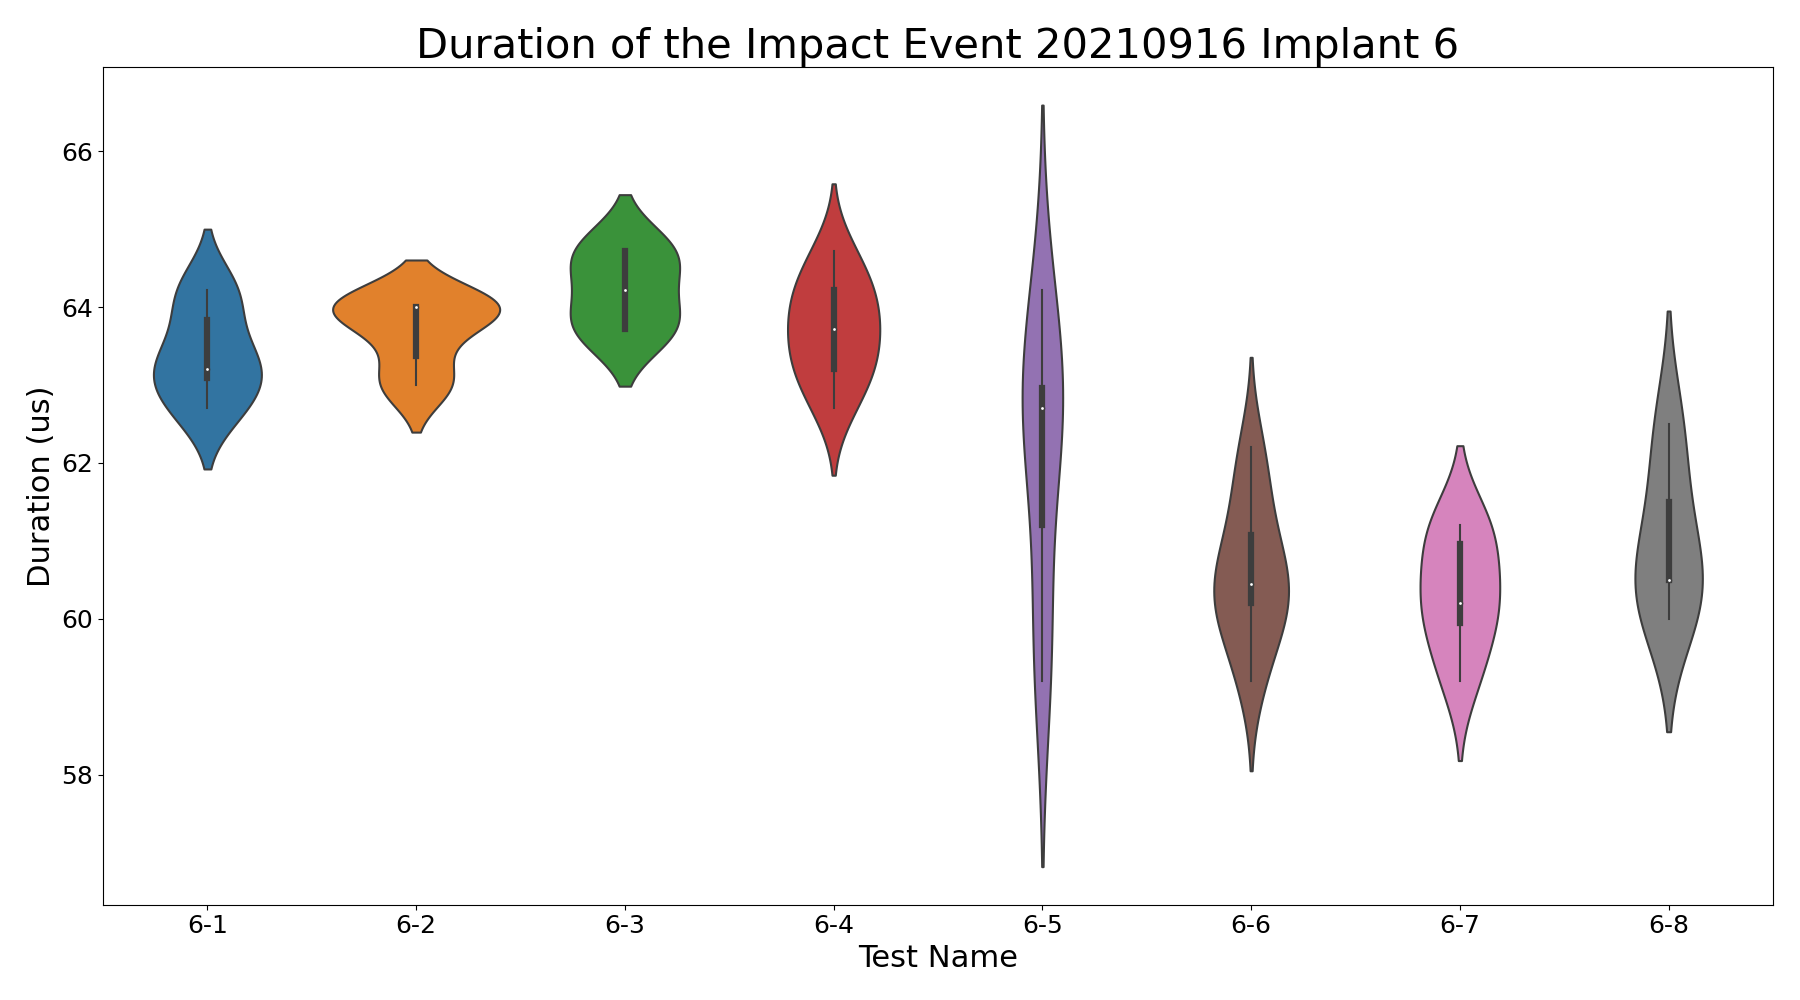 Duration of the Impact Event 20210916 Implant 6
Duration (us)
66
64
62
60
58
6-1 6-2 6-3 6-4 6-5 6-6 6-7 6-8
Test Name